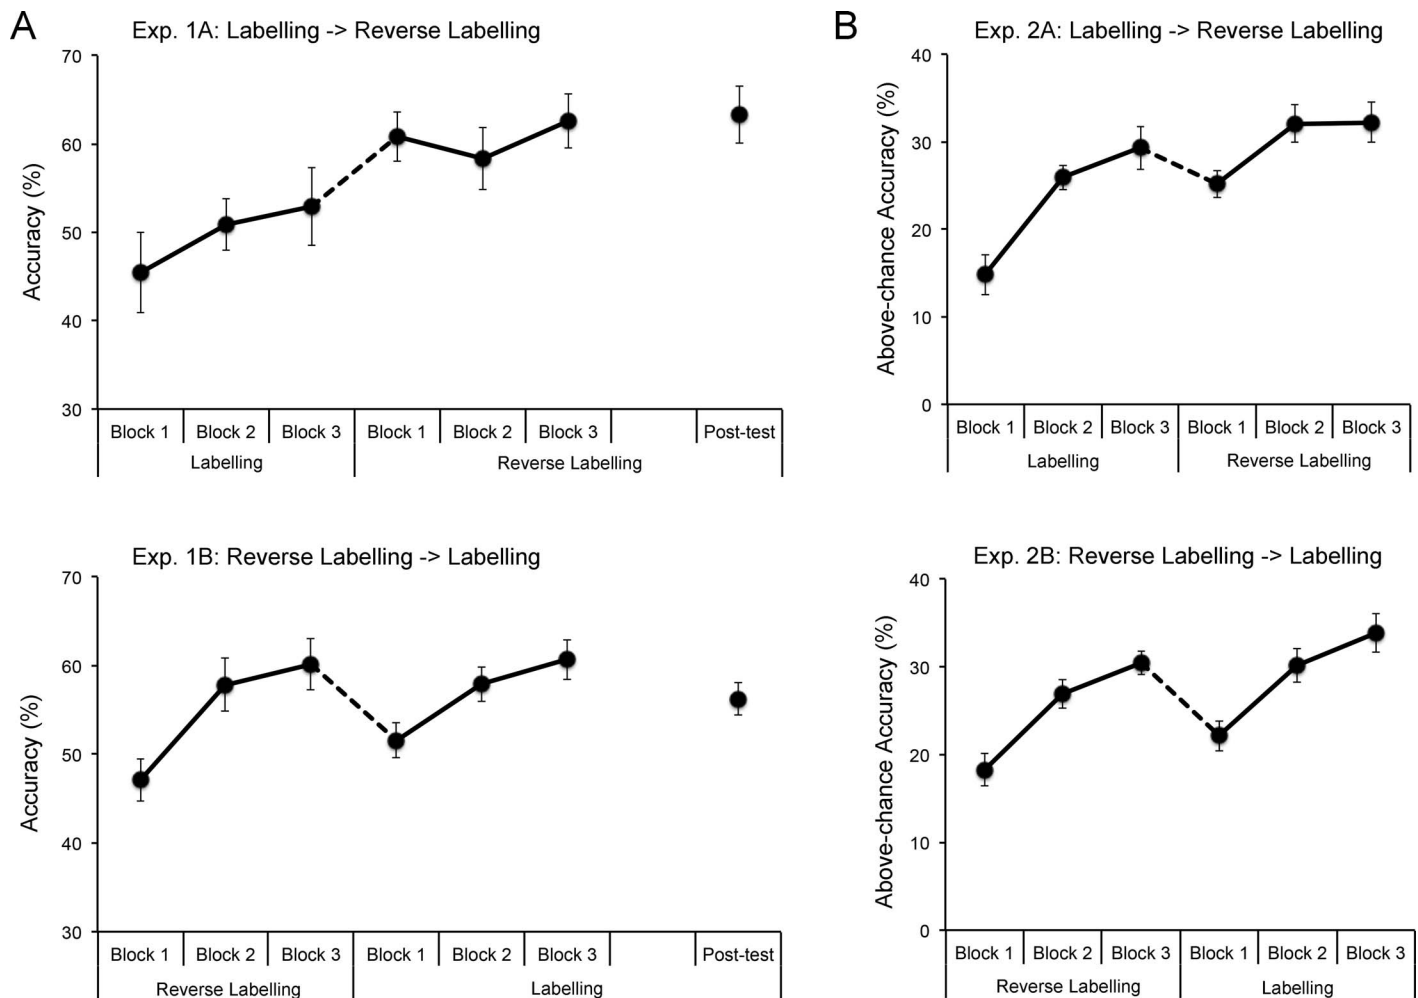 A
Exp. 1A: Labelling -> Reverse Labelling
Accuracy (%)
70
60
50
40
30
Block 1 Block 2 Block 3 Block 1 Block 2 Block 3 Post-test
Labelling Reverse Labelling
B
Exp. 2A: Labelling -> Reverse Labelling
Above-chance Accuracy (%)
40
30
20
10
0
Block 1 Block 2 Block 3 Block 1 Block 2 Block 3
Labelling Reverse Labelling
Exp. 1B: Reverse Labelling -> Labelling
Accuracy (%)
70
60
50
40
30
Block 1 Block 2 Block 3 Block 1 Block 2 Block 3 Post-test
Reverse Labelling Labelling
Exp. 2B: Reverse Labelling -> Labelling
Above-chance Accuracy (%)
40
30
20
10
0
Block 1 Block 2 Block 3 Block 1 Block 2 Block 3
Reverse Labelling Labelling